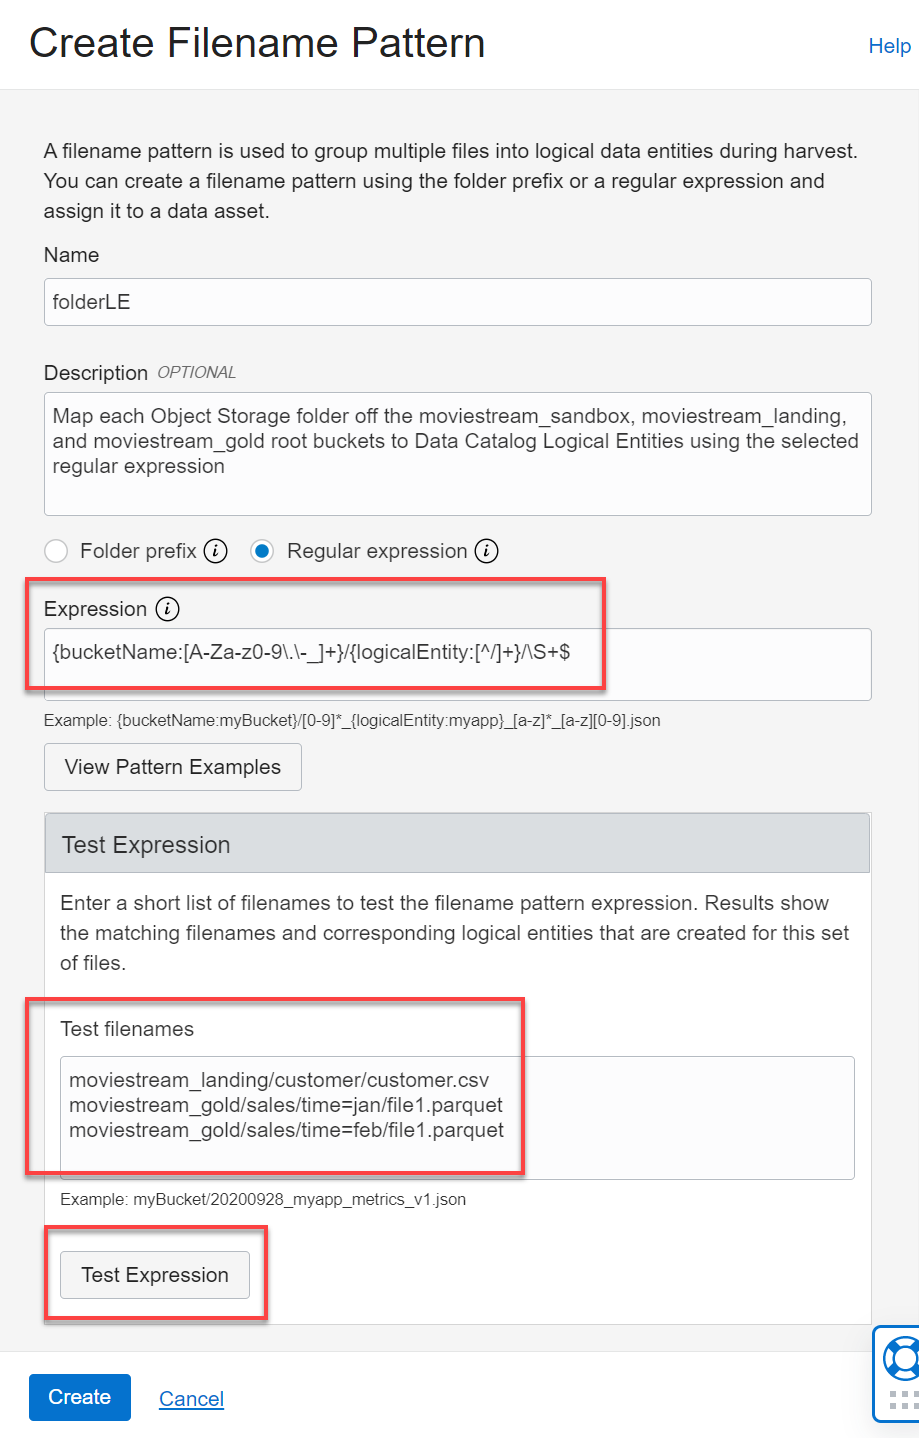 Create Filename Pattern
Help
A filename pattern is used to group multiple files into logical data entities during harvest.
You can create a filename pattern using the folder prefix or a regular expression and
assign it to a data asset.
Name
folderLE
Description OPTIONAL
Map each Object Storage folder off the moviestream_sandbox, moviestream_landing,
and moviestream_gold root buckets to Data Catalog Logical Entities using the selected
regular expression
Folder prefix i Regular expression i
Expression i
{bucketName:[A-Za-z0-9\.\-_]+}/{logicalEntity:[^/]+}/\S+$
Example: {bucketName:myBucket}/[0-9]*_{logicalEntity:myapp}_[a-z]*_[a-z][0-9].json
View Pattern Examples
Test Expression
Enter a short list of filenames to test the filename pattern expression. Results show
the matching filenames and corresponding logical entities that are created for this set
of files.
Test filenames
moviestream_landing/customer/customer.csv
moviestream_gold/sales/time=jan/file1.parquet
moviestream_gold/sales/time=feb/file1.parquet
Example: myBucket/20200928_myapp_metrics_v1.json
Test Expression
Create Cancel